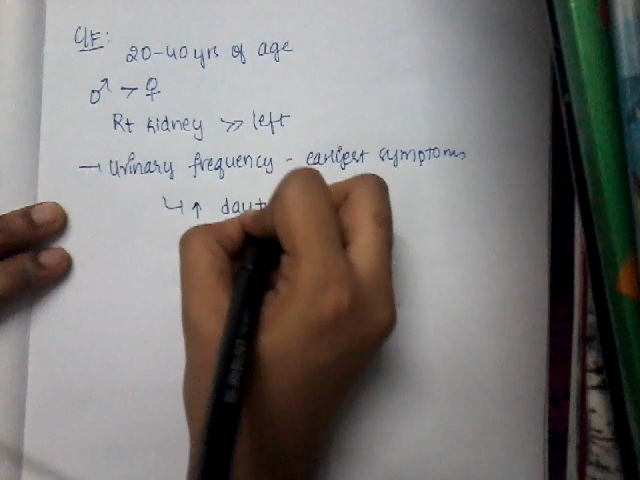 C/F:
20-40 yrs of age
♂ > ♀
Rt kidney >> left
→ Urinary frequency - earliest symptoms
↳ ↑ dayt